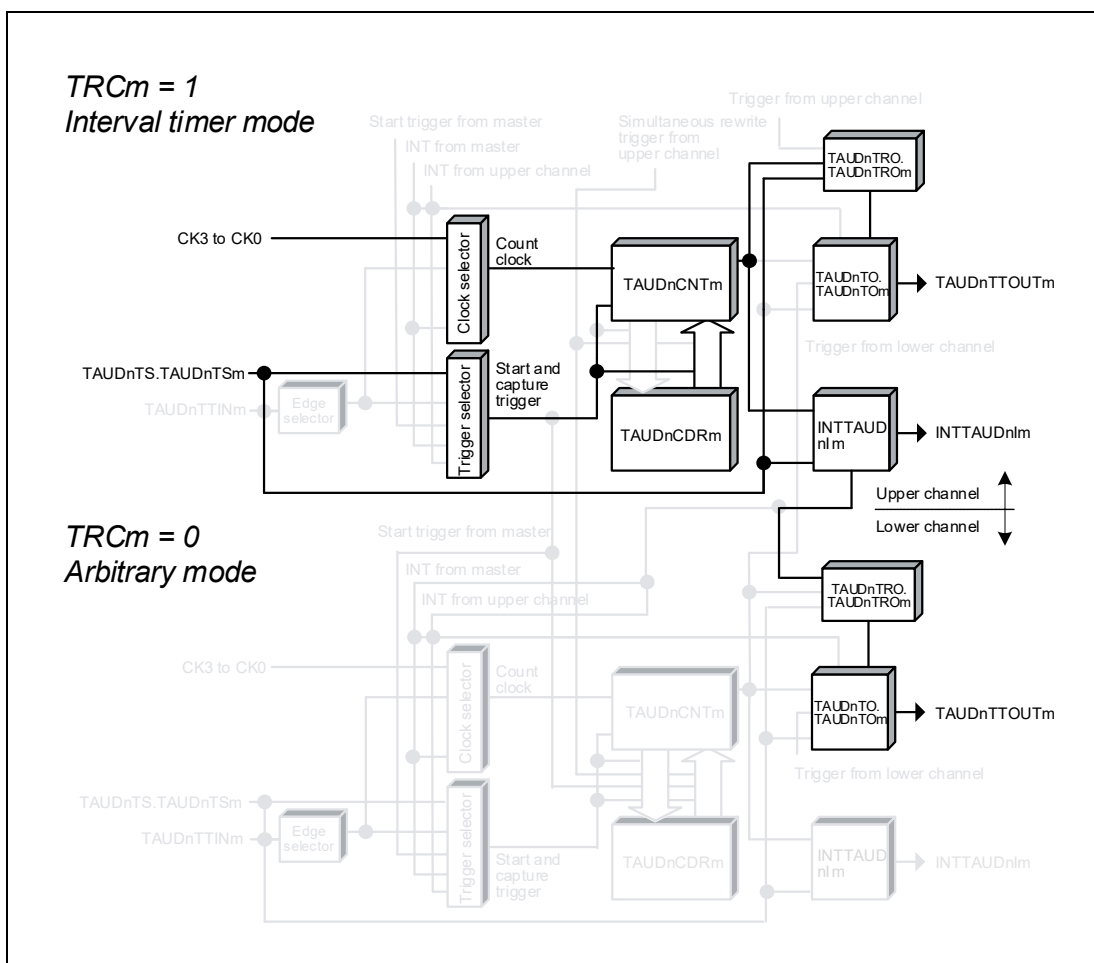 TRCm = 1
Interval timer mode
Trigger from upper channel
Start trigger from master
Simultaneous rewrite
trigger from
upper channel
INT from master
INT from upper channel
TAUDnTRO.
TAUDnTROm
CK3 to CK0
Clock selector
Count
clock
TAUDnCNTm
TAUDnTO.
TAUDnTOm
TAUDnTTOUTm
Trigger from lower channel
TAUDnTS.TAUDnTSm
TAUDnTTINm
Edge
selector
Trigger selector
Start and
capture
trigger
TAUDnCDRm
INTTAUD
nIm
INTTAUDnIm
Upper channel
Lower channel
TRCm = 0
Arbitrary mode
Start trigger from master
INT from master
INT from upper channel
TAUDnTRO.
TAUDnTROm
CK3 to CK0
Clock selector
Count
clock
TAUDnCNTm
TAUDnTO.
TAUDnTOm
TAUDnTTOUTm
Trigger from lower channel
TAUDnTS.TAUDnTSm
TAUDnTTINm
Edge
selector
Trigger selector
Start and
capture
trigger
TAUDnCDRm
INTTAUD
nIm
INTTAUDnIm